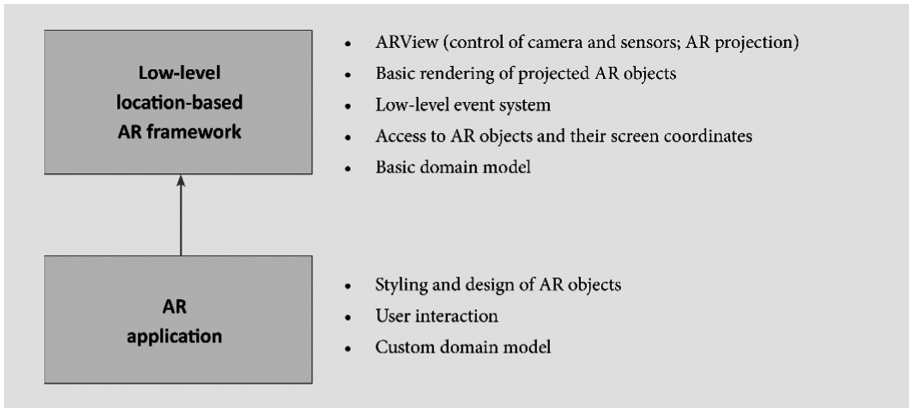 Low-level
location-based
AR framework
• ARView (control of camera and sensors; AR projection)
• Basic rendering of projected AR objects
• Low-level event system
• Access to AR objects and their screen coordinates
• Basic domain model
AR
application
• Styling and design of AR objects
• User interaction
• Custom domain model